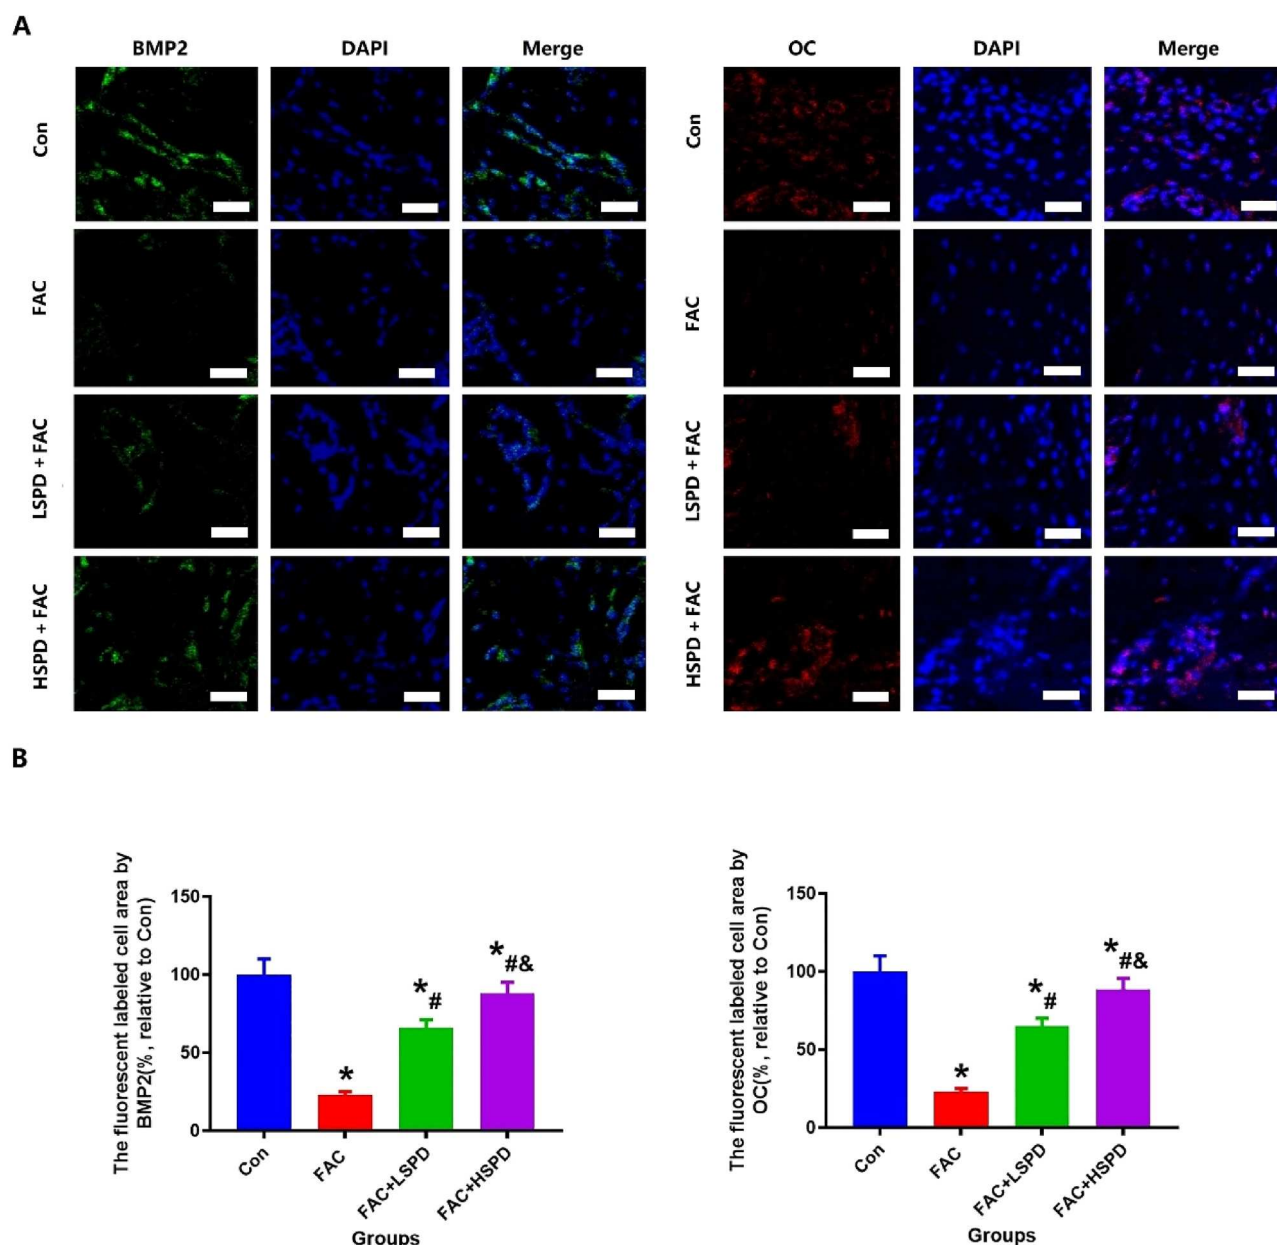 A
BMP2 DAPI Merge OC DAPI Merge
Con Con
FAC FAC
LSPD + FAC LSPD + FAC
HSPD + FAC HSPD + FAC
B
The fluorescent labeled cell area by
BMP2(%, relative to Con)
150
100
50
0
*
*#
*#&
Con FAC FAC+LSPD FAC+HSPD
Groups
The fluorescent labeled cell area by
OC(%, relative to Con)
150
100
50
0
*
*#
*#&
Con FAC FAC+LSPD FAC+HSPD
Groups